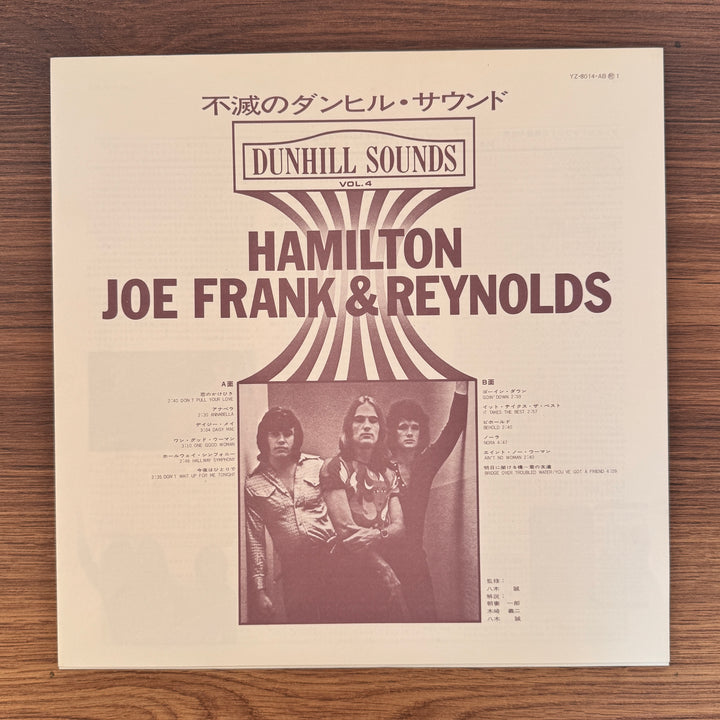 YZ-8014-AB
不滅のダンヒル・サウンド
DUNHILL SOUNDS
VOL.4
HAMILTON
JOE FRANK & REYNOLDS
A面
恋のかけひき
2:40 DON'T PULL YOUR LOVE
アナベラ
2:30 ANNABELLA
デイジー・メイ
3:04 DAISY MAE
ワン・グッド・ウーマン
3:10 ONE GOOD WOMAN
ホールウェイ・シンフォニー
2:46 HALLWAY SYMPHONY
今夜はひとりで
2:35 DON'T WAIT UP FOR ME TONIGHT
B面
ゴーイン・ダウン
GOIN' DOWN 2:39
イット・テイクス・ザ・ベスト
IT TAKES THE BEST 2:57
ビホールド
BEHOLD 2:40
ノーラ
NORA 4:47
エイント・ノー・ウーマン
AIN'T NO WOMAN 2:40
明日に架ける橋～君の友達
BRIDGE OVER TROUBLED WATER/YOU'VE GOT A FRIEND 4:09
監修：
八木 誠
解説：
朝妻 一郎
木崎 義二
八木 誠